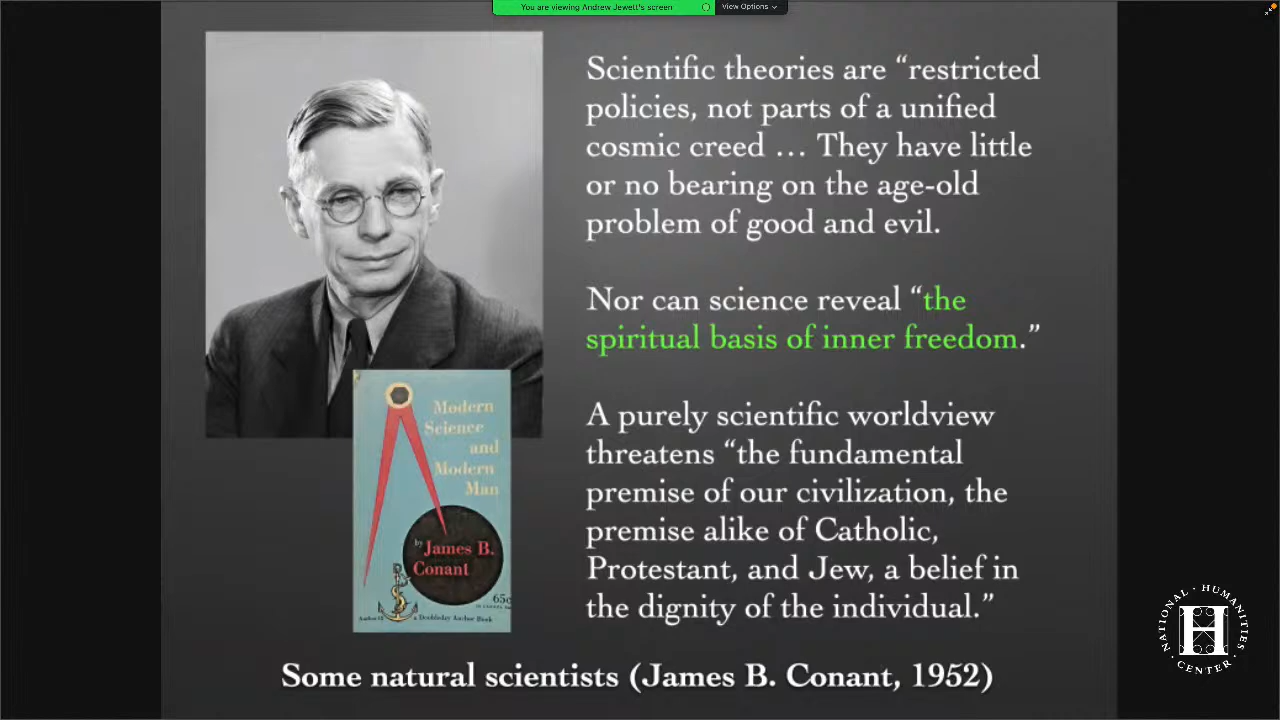 You are viewing Andrew Jewett's screen
View Options
Scientific theories are “restricted
policies, not parts of a unified
cosmic creed … They have little
or no bearing on the age-old
problem of good and evil.
Nor can science reveal “the
spiritual basis of inner freedom.”
A purely scientific worldview
threatens “the fundamental
premise of our civilization, the
premise alike of Catholic,
Protestant, and Jew, a belief in
the dignity of the individual.”
Modern
Science
and
Modern
Man
by James B.
Conant
65c
a Doubleday Anchor Book
Some natural scientists (James B. Conant, 1952)
NATIONAL · HUMANITIES · CENTER ·
H